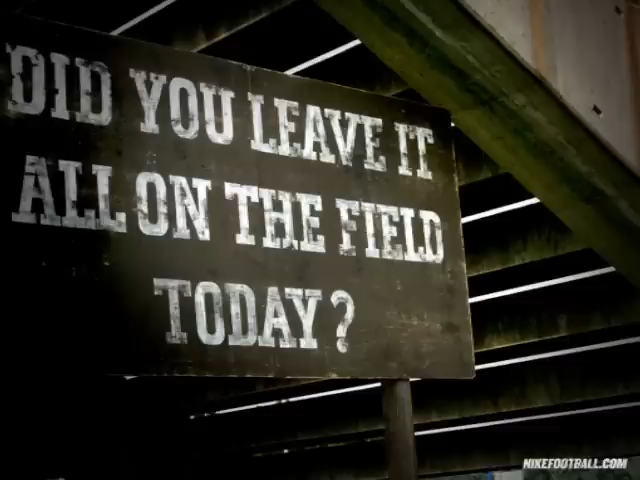 DID YOU LEAVE IT
ALL ON THE FIELD
TODAY?
NIKEFOOTBALL.COM